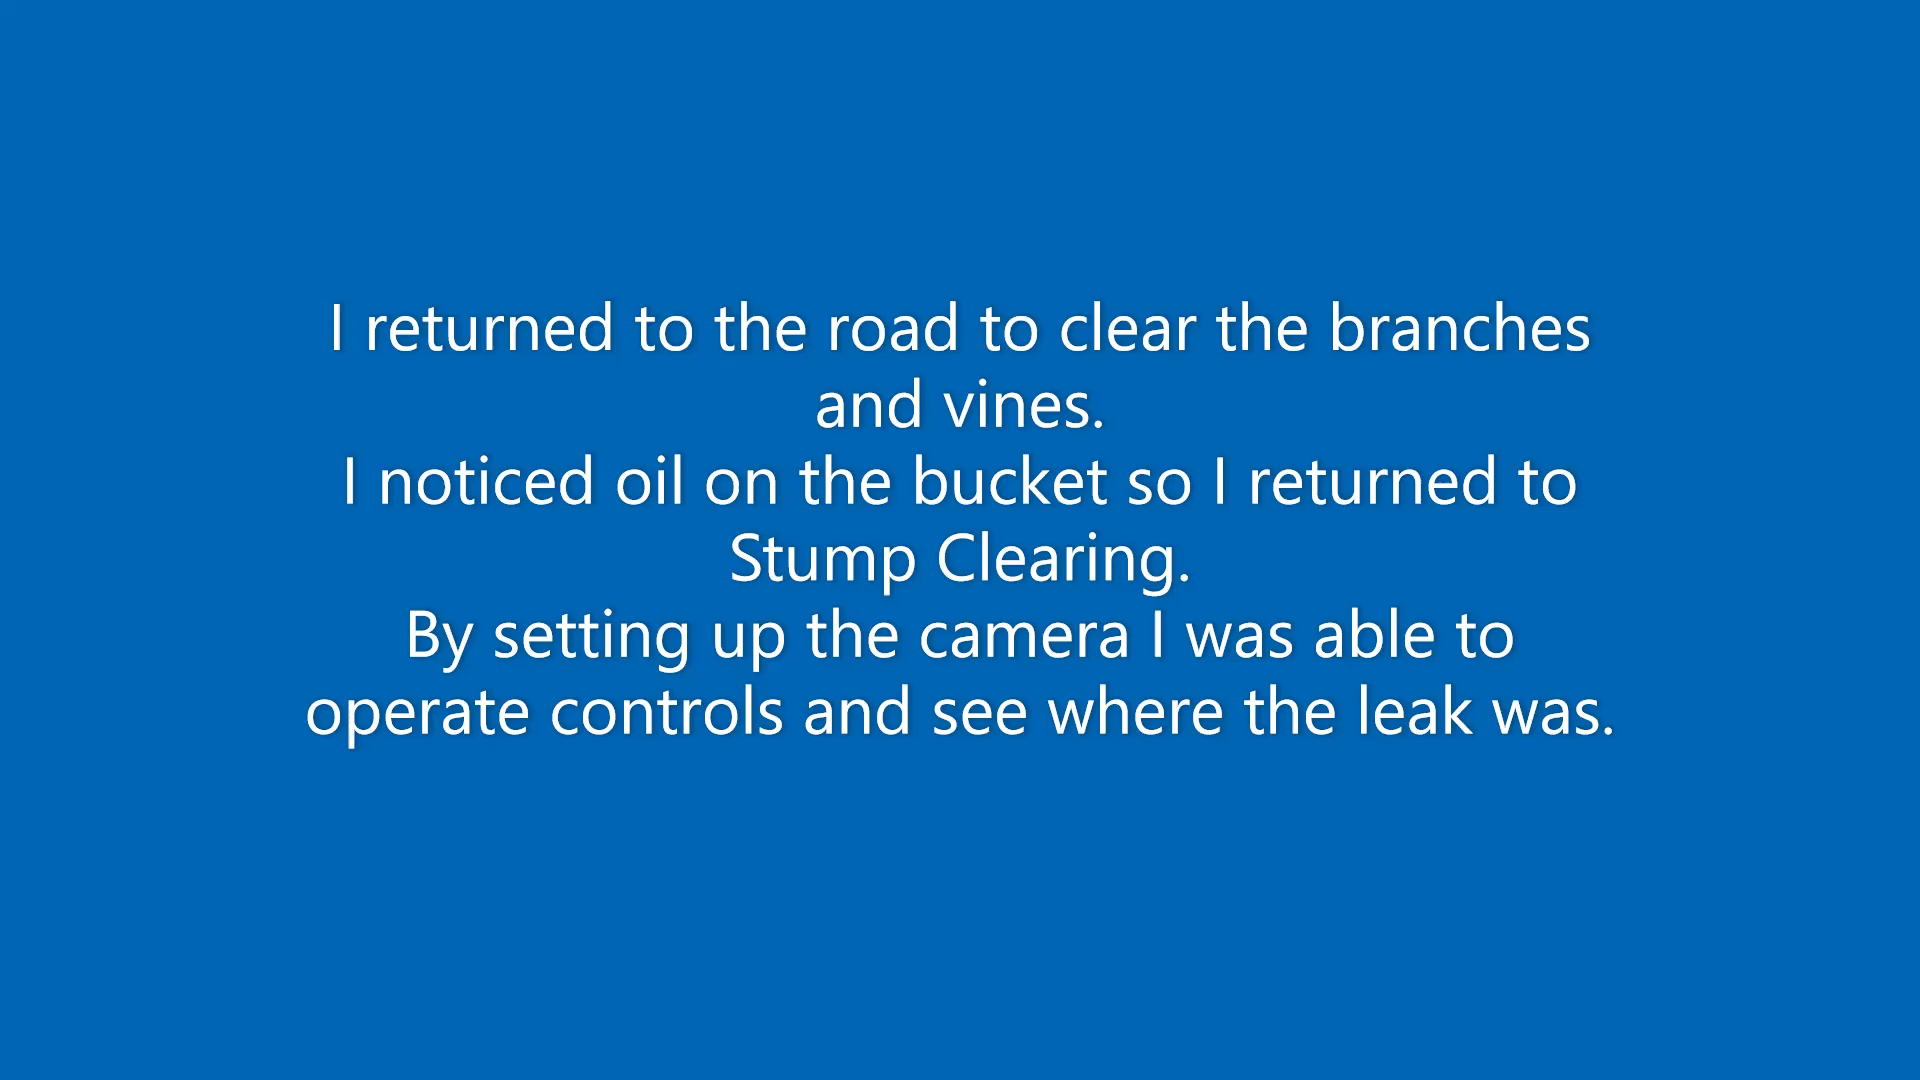 I returned to the road to clear the branches
and vines.
I noticed oil on the bucket so I returned to
Stump Clearing.
By setting up the camera I was able to
operate controls and see where the leak was.